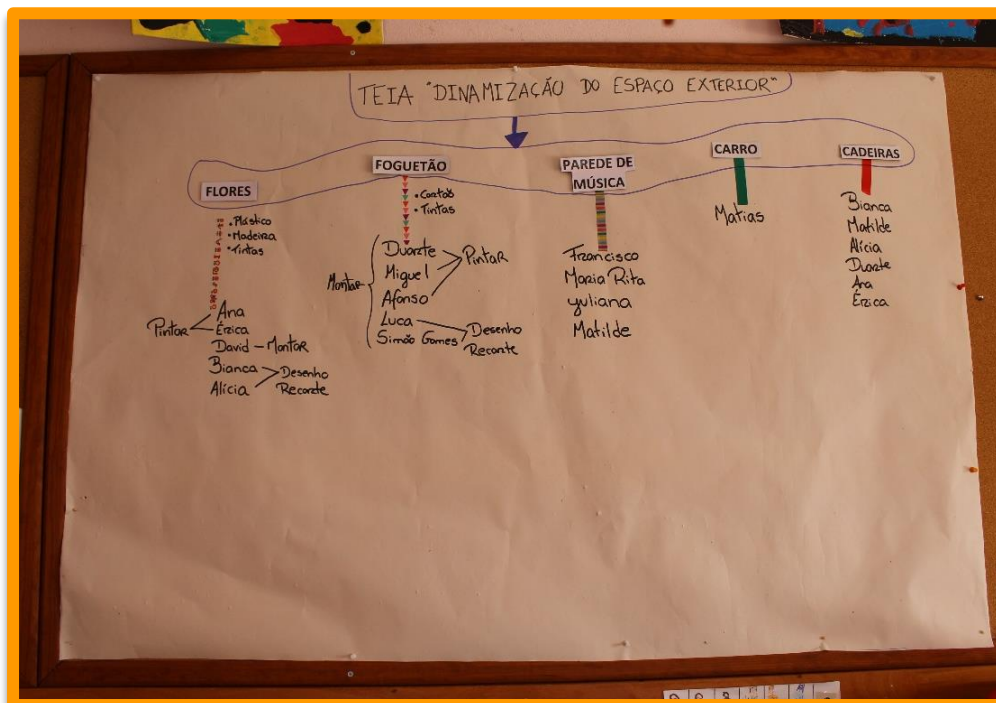 TEIA "DINAMIZAÇÃO DO ESPAÇO EXTERIOR"
FLORES
• Plástico
• Madeira
• Tintas
Pintar
Ana
Érica
David - Montar
Bianca
Alícia
Desenho
Recorte
FOGUETÃO
• Cartão
• Tintas
Montar
Duarte
Miguel
Afonso
Pintar
Luca
Simão Gomes
Desenho
Recorte
PAREDE DE
MÚSICA
Francisco
Maria Rita
yuliana
Matilde
CARRO
Matias
CADEIRAS
Bianca
Matilde
Alícia
Duarte
Ana
Érica